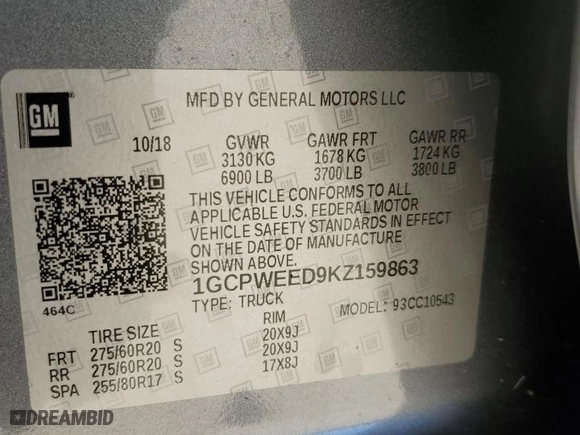 GM
MFD BY GENERAL MOTORS LLC
10/18 GVWR GAWR FRT GAWR RR
3130 KG 1678 KG 1724 KG
6900 LB 3700 LB 3800 LB
THIS VEHICLE CONFORMS TO ALL
APPLICABLE U.S. FEDERAL MOTOR
VEHICLE SAFETY STANDARDS IN EFFECT
ON THE DATE OF MANUFACTURE
SHOWN ABOVE.
464C 1GCPWEED9KZ159863
TYPE: TRUCK MODEL: 93CC10543
TIRE SIZE RIM
FRT 275/60R20 S 20X9J
RR 275/60R20 S 20X9J
SPA 255/80R17 S 17X8J
DREAMBID